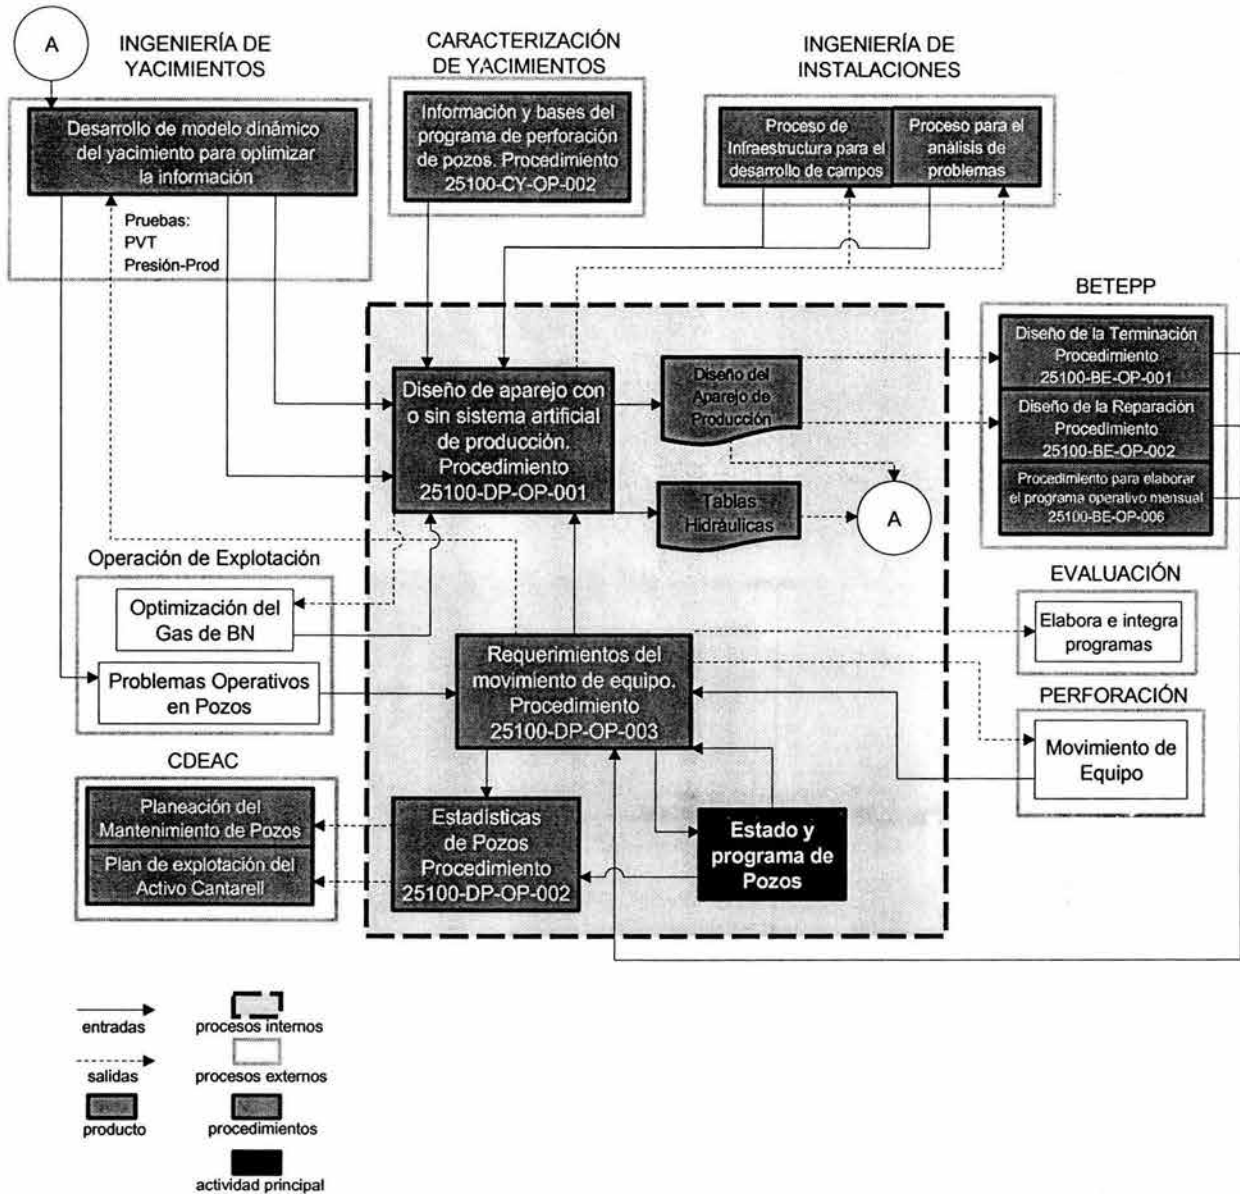 A
INGENIERÍA DE
YACIMIENTOS
CARACTERIZACIÓN
DE YACIMIENTOS
INGENIERÍA DE
INSTALACIONES
Desarrollo de modelo dinámico
del yacimiento para optimizar
la información
Pruebas:
PVT
Presión-Prod
Información y bases del
programa de perforación
de pozos. Procedimiento
25100-CY-OP-002
Proceso de
Infraestructura para el
desarrollo de campos
Proceso para el
análisis de
problemas
BETEPP
Diseño de la Terminación
Procedimiento
25100-BE-OP-001
Diseño de la Reparación
Procedimiento
25100-BE-OP-002
Procedimiento para elaborar
el programa operativo mensual
25100-BE-OP-006
Diseño de aparejo con
o sin sistema artificial
de producción.
Procedimiento
25100-DP-OP-001
Diseño del
Aparejo de
Producción
Tablas
Hidráulicas
A
Operación de Explotación
Optimización del
Gas de BN
Problemas Operativos
en Pozos
Requerimientos del
movimiento de equipo.
Procedimiento
25100-DP-OP-003
EVALUACIÓN
Elabora e integra
programas
PERFORACIÓN
Movimiento de
Equipo
CDEAC
Planeación del
Mantenimiento de Pozos
Plan de explotación del
Activo Cantarell
Estadísticas
de Pozos
Procedimiento
25100-DP-OP-002
Estado y
programa de
Pozos
entradas
procesos internos
salidas
procesos externos
producto
procedimientos
actividad principal